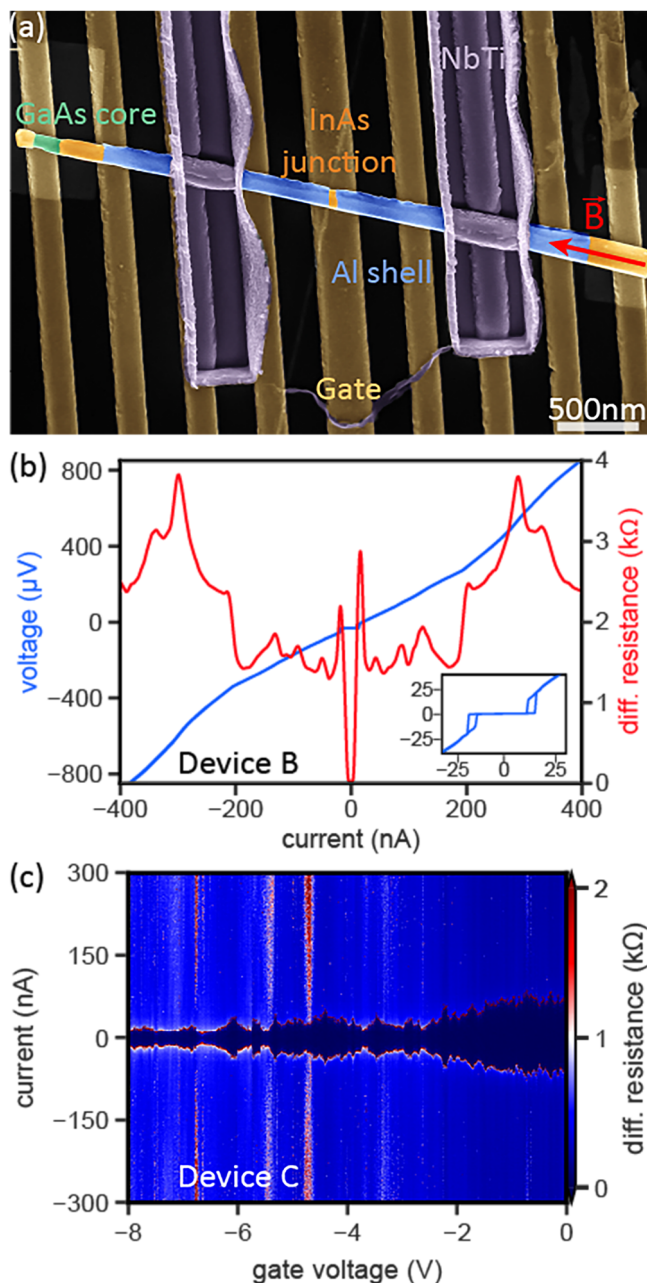 (a)
NbTi
GaAs core
InAs
junction
B
Al shell
Gate
500nm
(b)
800
400
0
−400
−800
voltage (µV)
4
3
2
1
0
diff. resistance (kΩ)
25
0
−25
−25
0
25
Device B
−400
−200
0
200
400
current (nA)
(c)
300
150
0
−150
−300
current (nA)
2
1
0
diff. resistance (kΩ)
Device C
−8
−6
−4
−2
0
gate voltage (V)